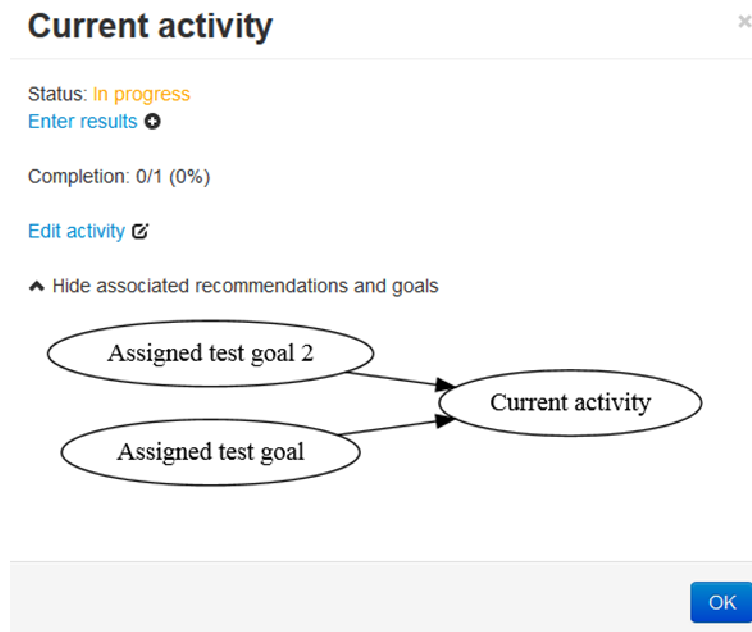 Current activity
Status: In progress
Enter results
Completion: 0/1 (0%)
Edit activity
Hide associated recommendations and goals
Assigned test goal 2
Current activity
Assigned test goal
OK